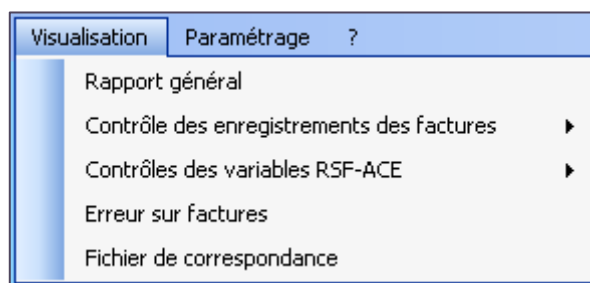 Visualisation Paramétrage ?
Rapport général
Contrôle des enregistrements des factures
Contrôles des variables RSF-ACE
Erreur sur factures
Fichier de correspondance